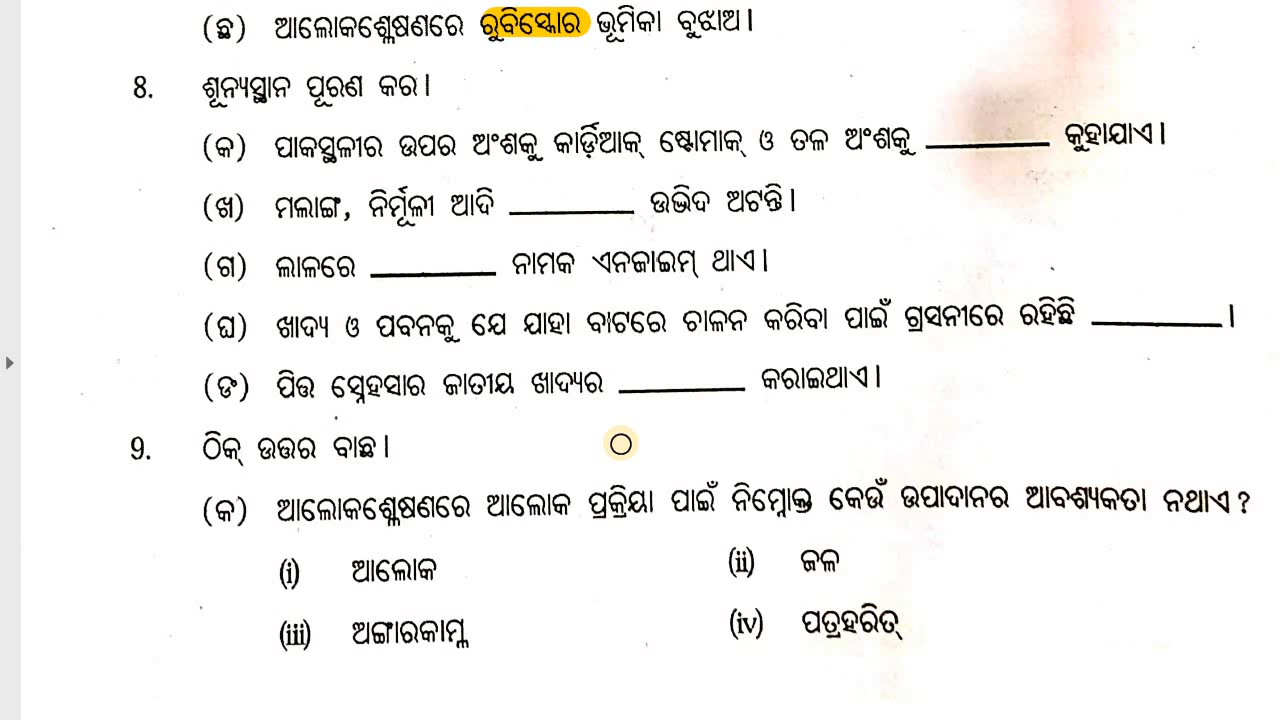 (ଛ) ଆଲୋକଶ୍ଳେଷଣରେ ରୁବିସ୍କୋର ଭୂମିକା ବୁଝାଅ।
8. ଶୂନ୍ୟସ୍ଥାନ ପୂରଣ କର।
(କ) ପାକସ୍ଥଳୀର ଉପର ଅଂଶକୁ କାର୍ଡ଼ିଆକ୍ ଷ୍ଟୋମାକ୍ ଓ ତଳ ଅଂଶକୁ ________ କୁହାଯାଏ।
(ଖ) ମଲାଙ୍ଗ, ନିର୍ମୂଳୀ ଆଦି ________ ଉଦ୍ଭିଦ ଅଟନ୍ତି।
(ଗ) ଲାଳରେ ________ ନାମକ ଏନଜାଇମ୍ ଥାଏ।
(ଘ) ଖାଦ୍ୟ ଓ ପବନକୁ ଯେ ଯାହା ବାଟରେ ଚାଳନ କରିବା ପାଇଁ ଗ୍ରସନୀରେ ରହିଛି ________।
(ଙ) ପିତ୍ତ ସ୍ନେହସାର ଜାତୀୟ ଖାଦ୍ୟର ________ କରାଇଥାଏ।
9. ଠିକ୍ ଉତ୍ତର ବାଛ।
(କ) ଆଲୋକଶ୍ଳେଷଣରେ ଆଲୋକ ପ୍ରକ୍ରିୟା ପାଇଁ ନିମ୍ନୋକ୍ତ କେଉଁ ଉପାଦାନର ଆବଶ୍ୟକତା ନଥାଏ?
(i) ଆଲୋକ (ii) ଜଳ
(iii) ଅଙ୍ଗାରକାମ୍ଳ (iv) ପତ୍ରହରିତ୍